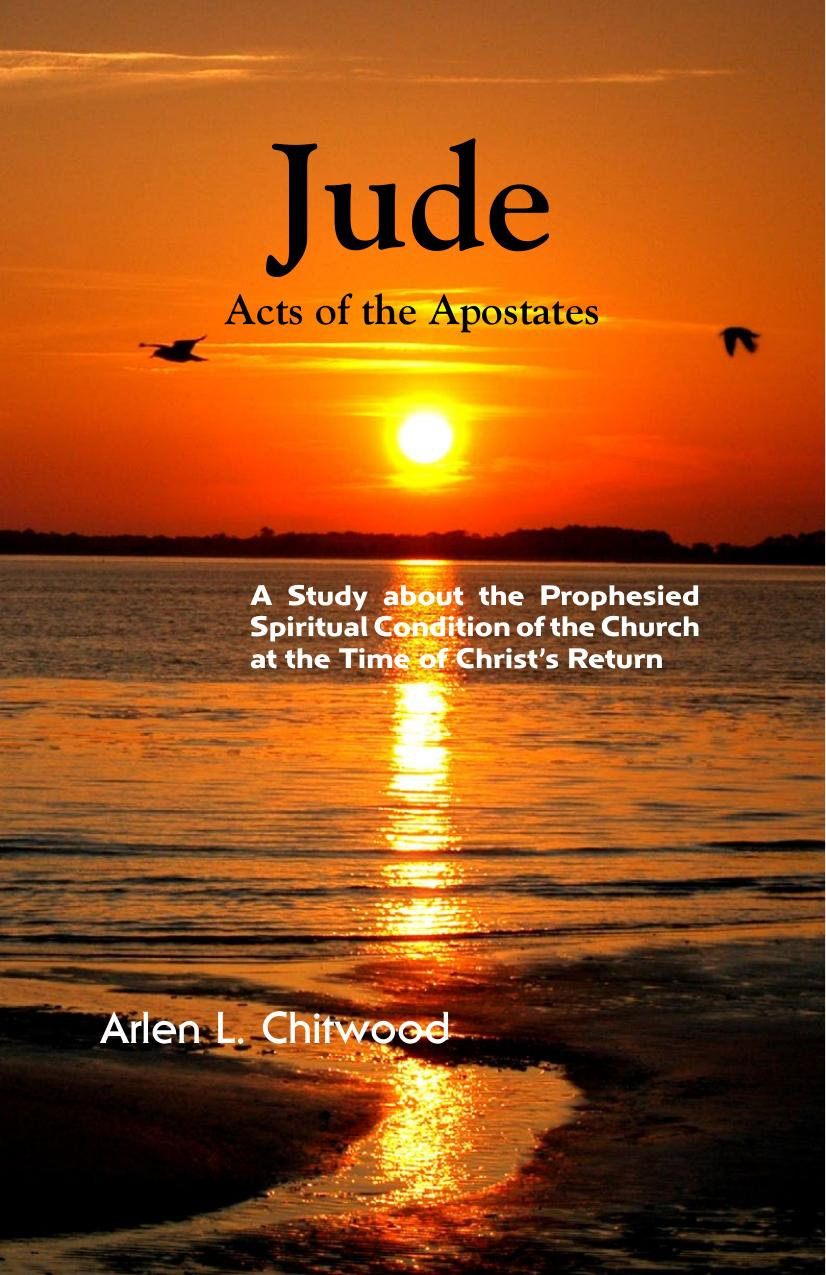 Jude
Acts of the Apostates
A Study about the Prophesied
Spiritual Condition of the Church
at the Time of Christ's Return
Arlen L. Chitwood